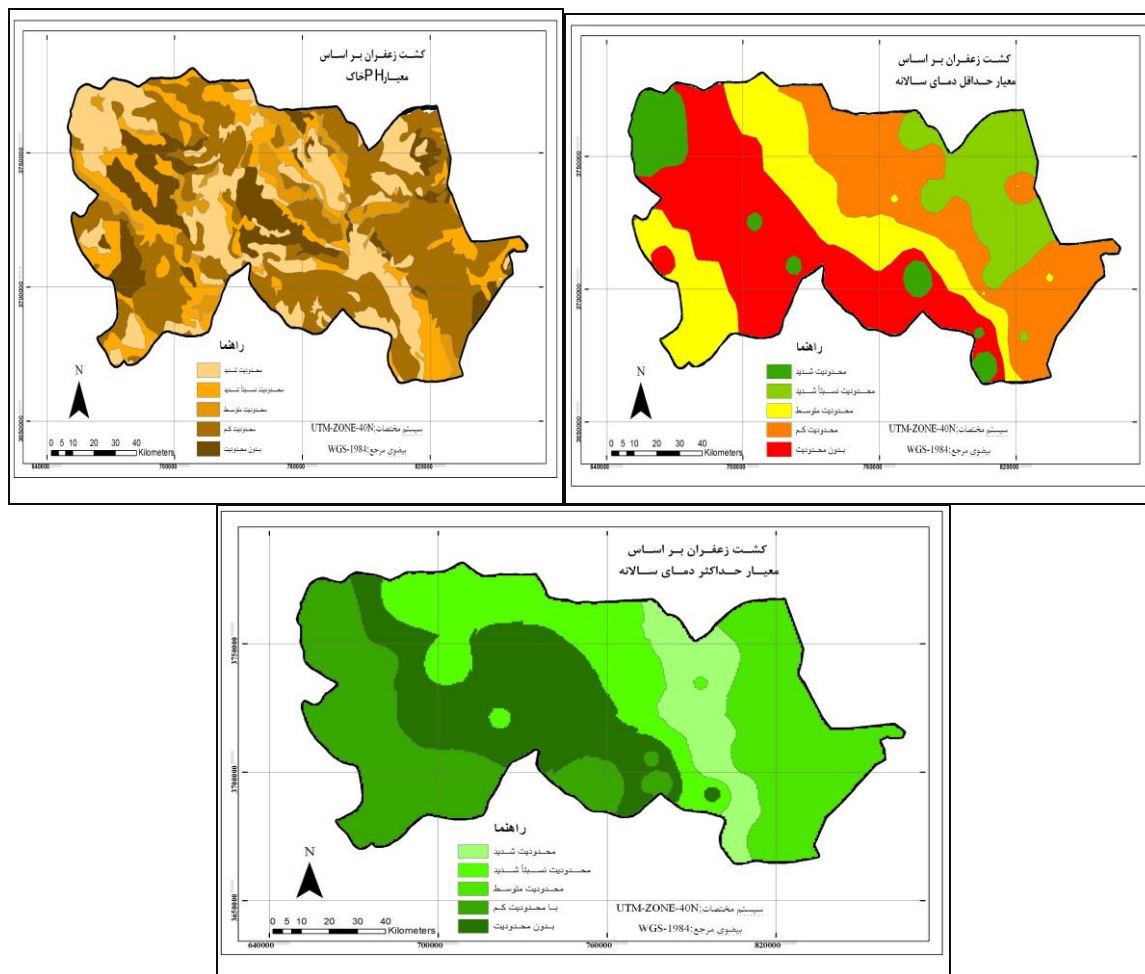 کشت زعفران بر اساس
معیار PH خاک
3750000
3700000
3650000
راهنما
محدودیت شدید
محدودیت نسبتاً شدید
محدودیت متوسط
محدودیت کم
بدون محدودیت
N
0 5 10 20 30 40
Kilometers
سیستم مختصات:UTM-ZONE-40N
بیضوی مرجع:WGS-1984
640000 700000 760000 820000
کشت زعفران بر اساس
معیار حداقل دمای سالانه
3750000
3700000
3650000
راهنما
محدودیت شدید
محدودیت نسبتاً شدید
محدودیت متوسط
محدودیت کم
بدون محدودیت
N
0 5 10 20 30 40
Kilometers
سیستم مختصات:UTM-ZONE-40N
بیضوی مرجع:WGS-1984
640000 700000 760000 820000
کشت زعفران بر اساس
معیار حداکثر دمای سالانه
3750000
3700000
3650000
راهنما
محدودیت شدید
محدودیت نسبتاً شدید
محدودیت متوسط
با محدودیت کم
بدون محدودیت
N
0 5 10 20 30 40
Kilometers
سیستم مختصات:UTM-ZONE-40N
بیضوی مرجع:WGS-1984
640000 700000 760000 820000